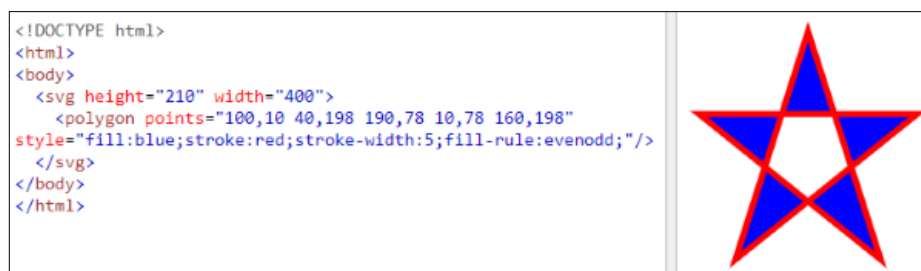 <!DOCTYPE html>
<html>
<body>
  <svg height="210" width="400">
    <polygon points="100,10 40,198 190,78 10,78 160,198"
style="fill:blue;stroke:red;stroke-width:5;fill-rule:evenodd;"/>
  </svg>
</body>
</html>